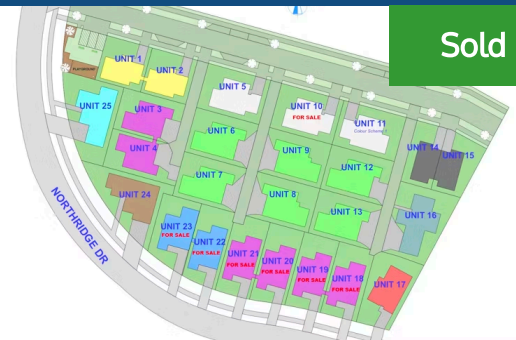 Sold
UNIT 1
UNIT 2
PLAYGROUND
UNIT 5
UNIT 10
FOR SALE
UNIT 11
Colour Scheme 5
UNIT 25
UNIT 3
UNIT 4
UNIT 6
UNIT 9
UNIT 12
UNIT 14
UNIT 15
UNIT 7
UNIT 8
UNIT 13
UNIT 16
UNIT 24
UNIT 23
FOR SALE
UNIT 22
FOR SALE
UNIT 21
FOR SALE
UNIT 20
FOR SALE
UNIT 19
FOR SALE
UNIT 18
FOR SALE
UNIT 17
NORTHRIDGE DR